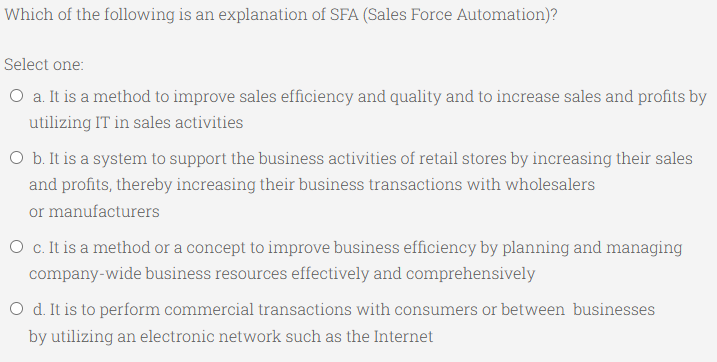 Which of the following is an explanation of SFA (Sales Force Automation)?
Select one:
a. It is a method to improve sales efficiency and quality and to increase sales and profits by
utilizing IT in sales activities
b. It is a system to support the business activities of retail stores by increasing their sales
and profits, thereby increasing their business transactions with wholesalers
or manufacturers
c. It is a method or a concept to improve business efficiency by planning and managing
company-wide business resources effectively and comprehensively
d. It is to perform commercial transactions with consumers or between businesses
by utilizing an electronic network such as the Internet